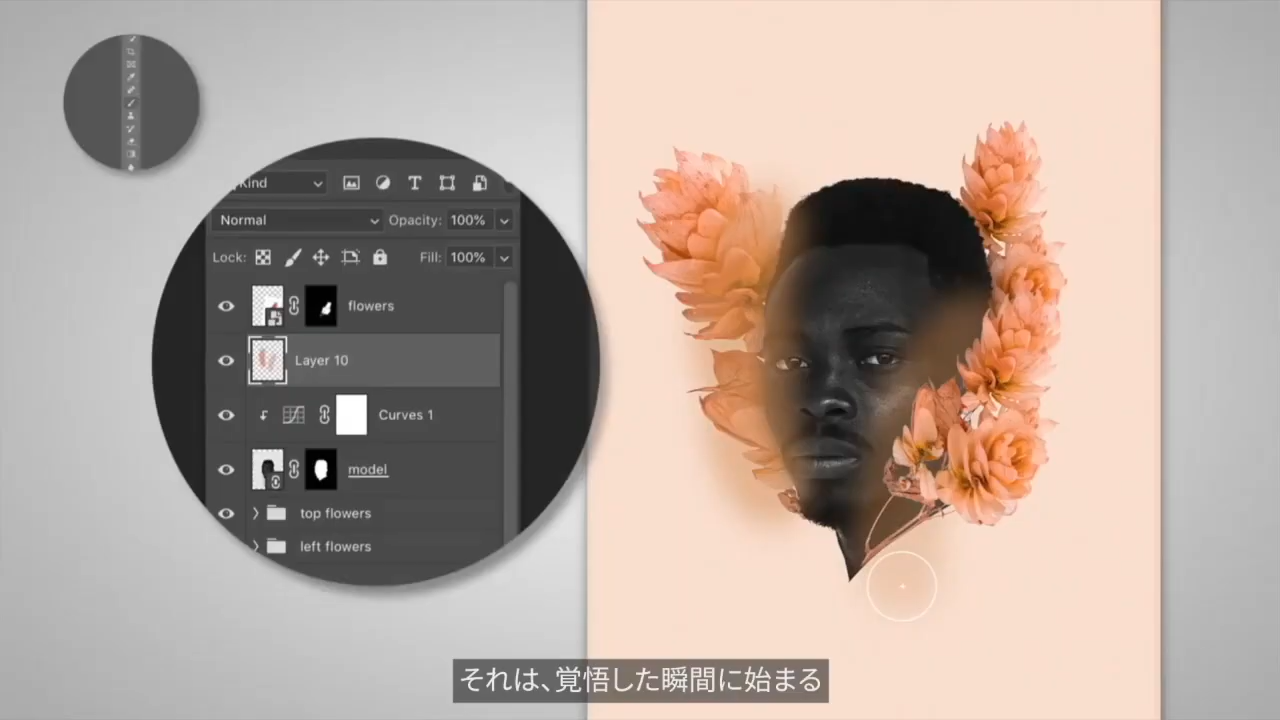 Kind
Normal Opacity: 100%
Lock: Fill: 100%
flowers
Layer 10
Curves 1
model
top flowers
left flowers
それは、覚悟した瞬間に始まる